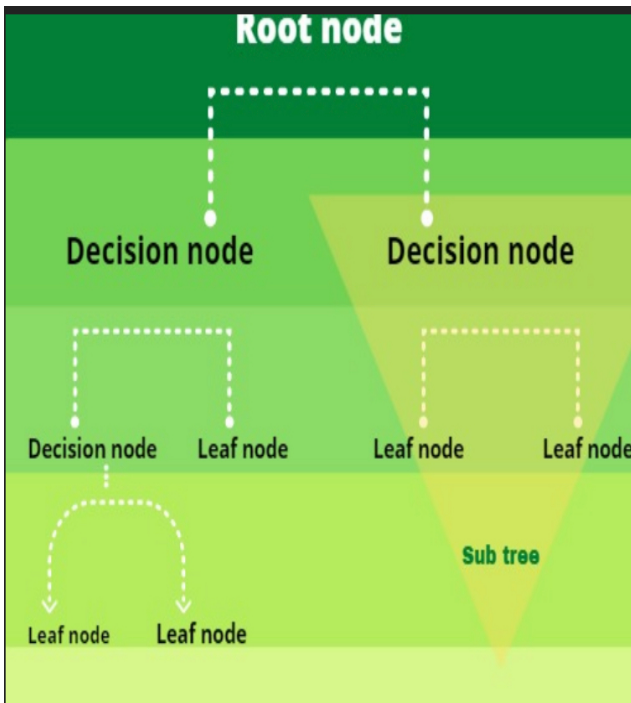 Root node
Decision node Decision node
Decision node Leaf node Leaf node Leaf node
Sub tree
Leaf node Leaf node